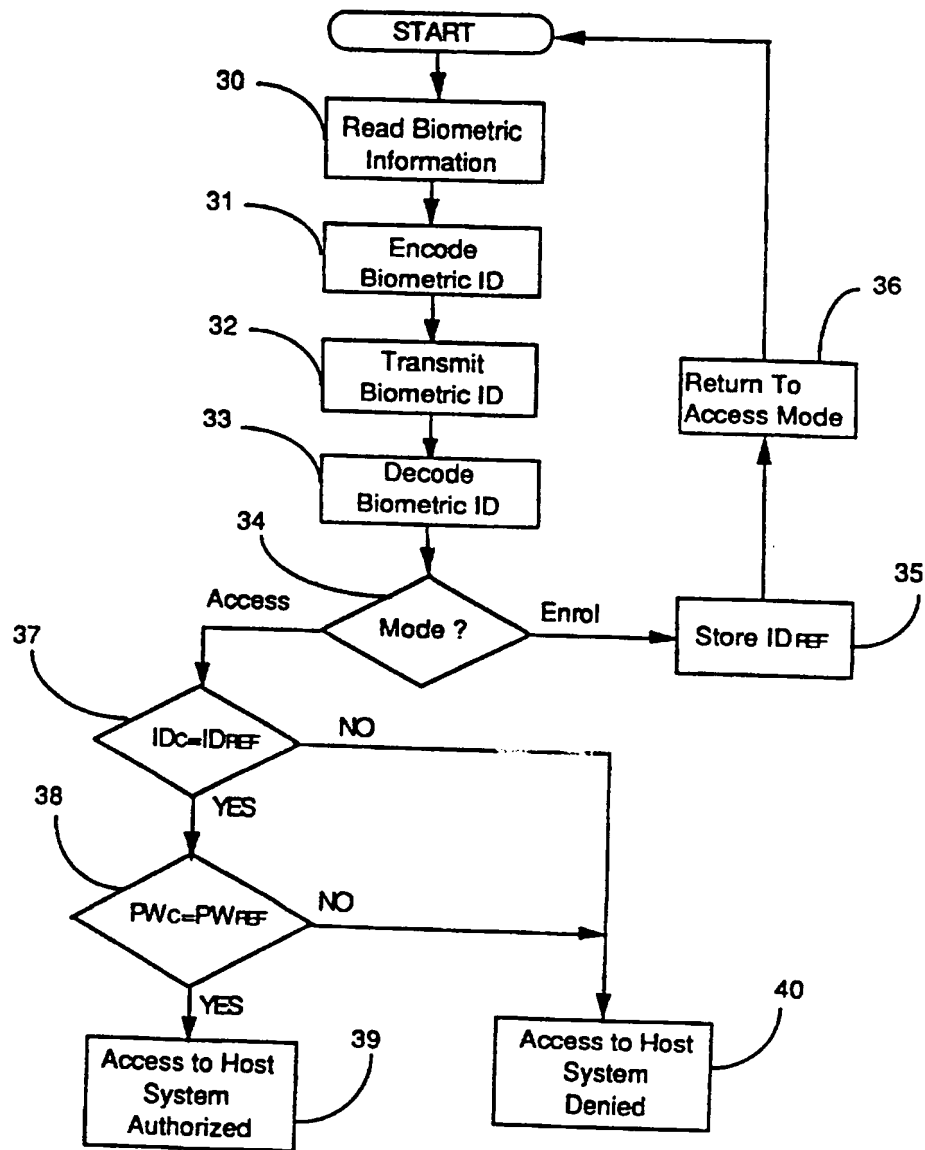 START
30
Read Biometric
Information
31
Encode
Biometric ID
32
Transmit
Biometric ID
36
Return To
Access Mode
33
Decode
Biometric ID
34
Mode ?
Access
Enrol
35
Store IDREF
37
IDC=IDREF
NO
YES
38
PWC=PWREF
NO
YES
39
Access to Host
System
Authorized
40
Access to Host
System
Denied